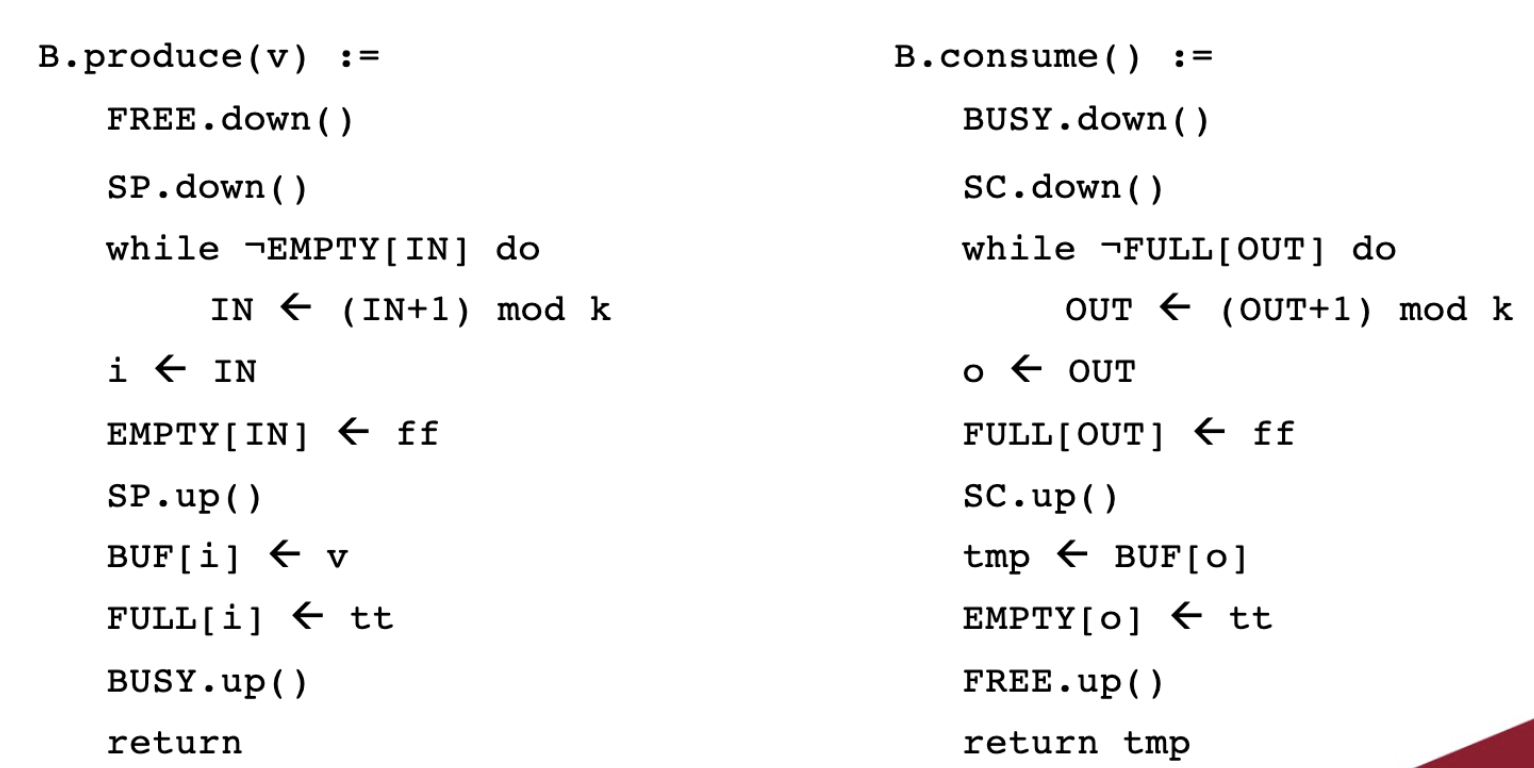 B.produce(v) :=
FREE.down()
SP.down()
while ¬EMPTY[IN] do
IN ← (IN+1) mod k
i ← IN
EMPTY[IN] ← ff
SP.up()
BUF[i] ← v
FULL[i] ← tt
BUSY.up()
return
B.consume() :=
BUSY.down()
SC.down()
while ¬FULL[OUT] do
OUT ← (OUT+1) mod k
o ← OUT
FULL[OUT] ← ff
SC.up()
tmp ← BUF[o]
EMPTY[o] ← tt
FREE.up()
return tmp